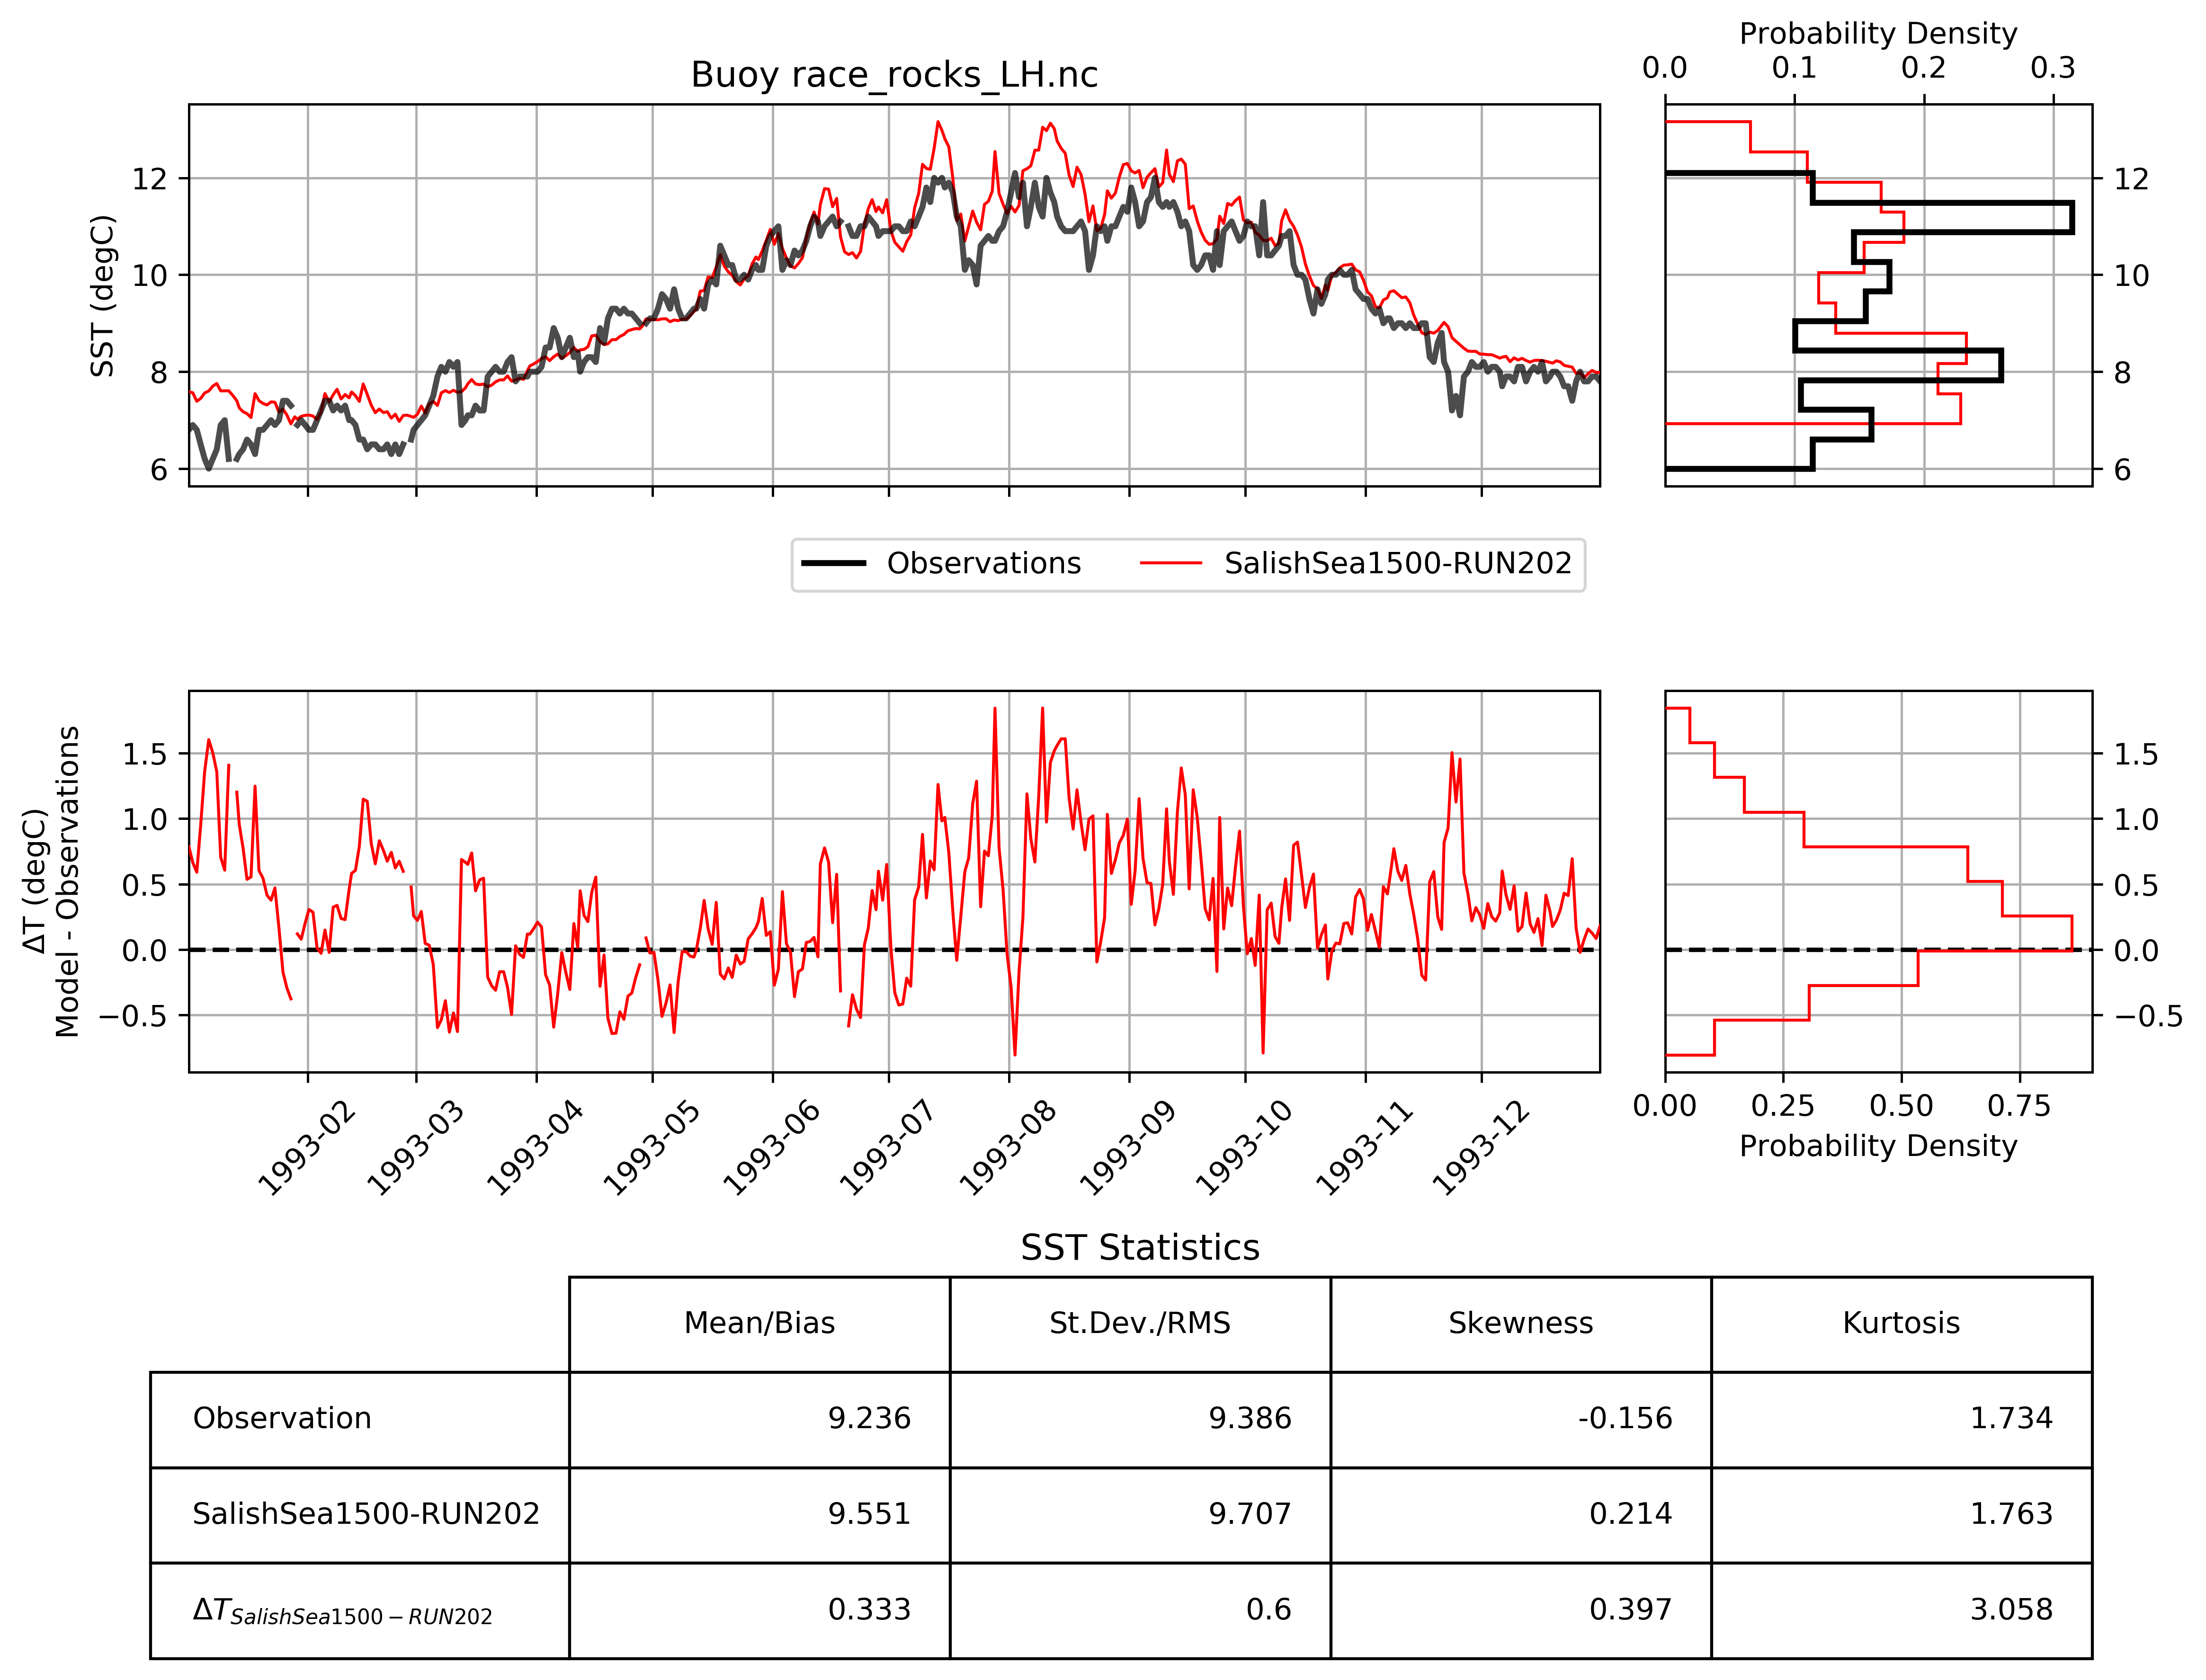 Probability Density
0.0 0.1 0.2 0.3
Buoy race_rocks_LH.nc
SST (degC)
12
10
8
6
12
10
8
6
Observations SalishSea1500-RUN202
ΔT (degC)
Model - Observations
1.5
1.0
0.5
0.0
−0.5
1.5
1.0
0.5
0.0
−0.5
1993-02 1993-03 1993-04 1993-05 1993-06 1993-07 1993-08 1993-09 1993-10 1993-11 1993-12
0.00 0.25 0.50 0.75
Probability Density
SST Statistics
Mean/Bias St.Dev./RMS Skewness Kurtosis
Observation 9.236 9.386 -0.156 1.734
SalishSea1500-RUN202 9.551 9.707 0.214 1.763
ΔT SalishSea1500−RUN202 0.333 0.6 0.397 3.058